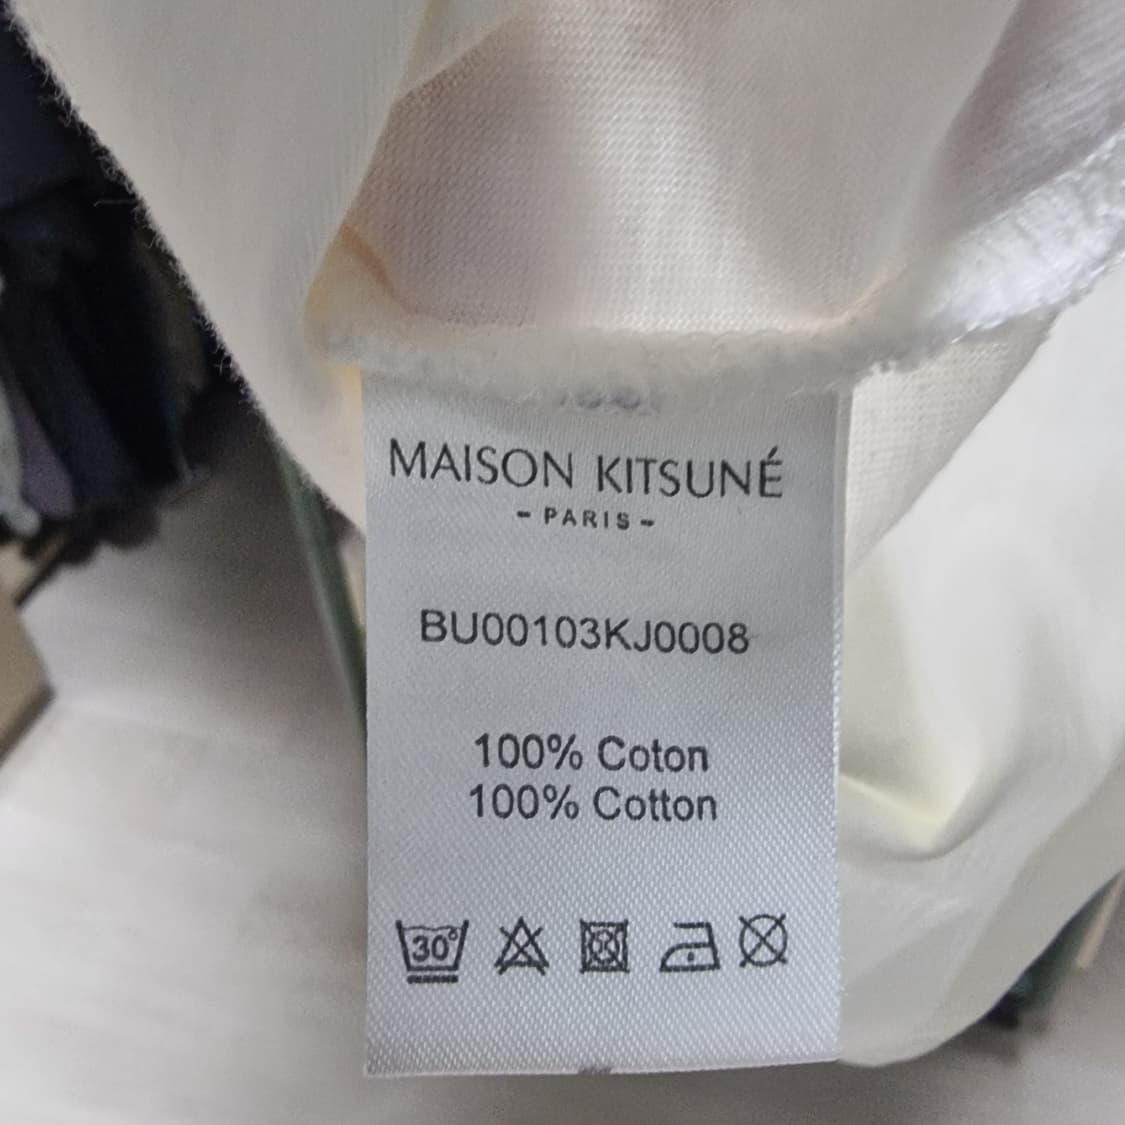 MAISON KITSUNÉ
- PARIS -
BU00103KJ0008
100% Coton
100% Cotton
30°